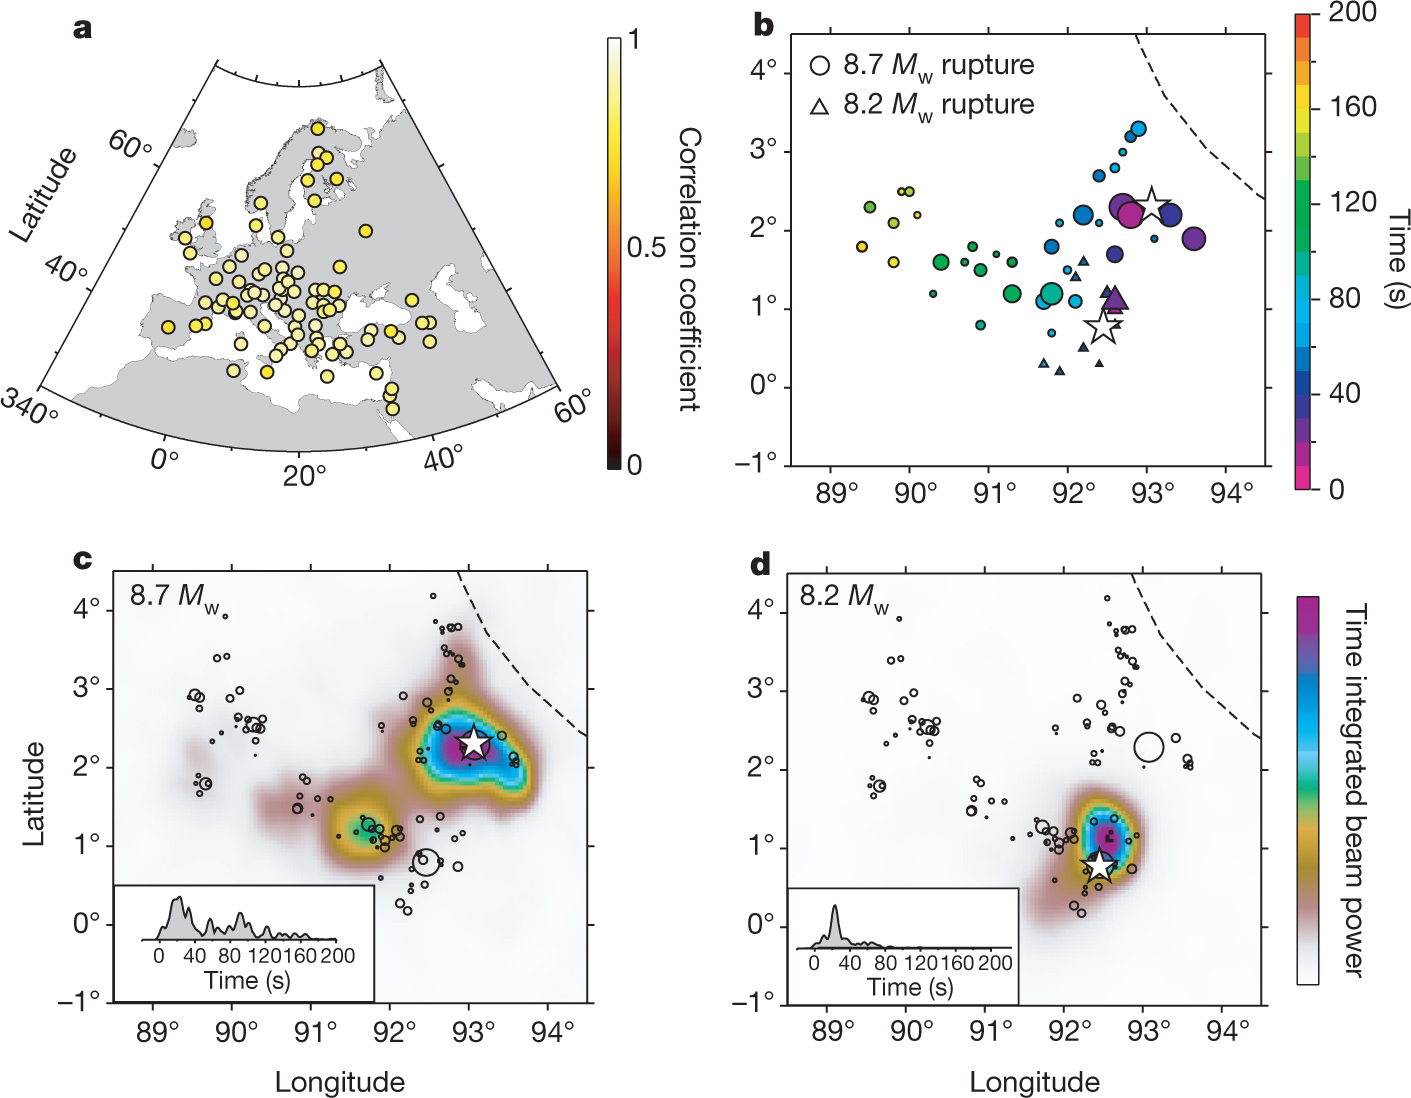 a
Latitude
60°
40°
340°
0°
20°
40°
60°
1
0.5
0
Correlation coefficient
b
8.7 Mw rupture
8.2 Mw rupture
4°
3°
2°
1°
0°
−1°
89°
90°
91°
92°
93°
94°
200
160
120
80
40
0
Time (s)
c
8.7 Mw
4°
3°
2°
1°
0°
−1°
Latitude
0 40 80 120 160 200
Time (s)
89°
90°
91°
92°
93°
94°
Longitude
d
8.2 Mw
4°
3°
2°
1°
0°
−1°
0 40 80 120 160 200
Time (s)
89°
90°
91°
92°
93°
94°
Longitude
Time integrated beam power